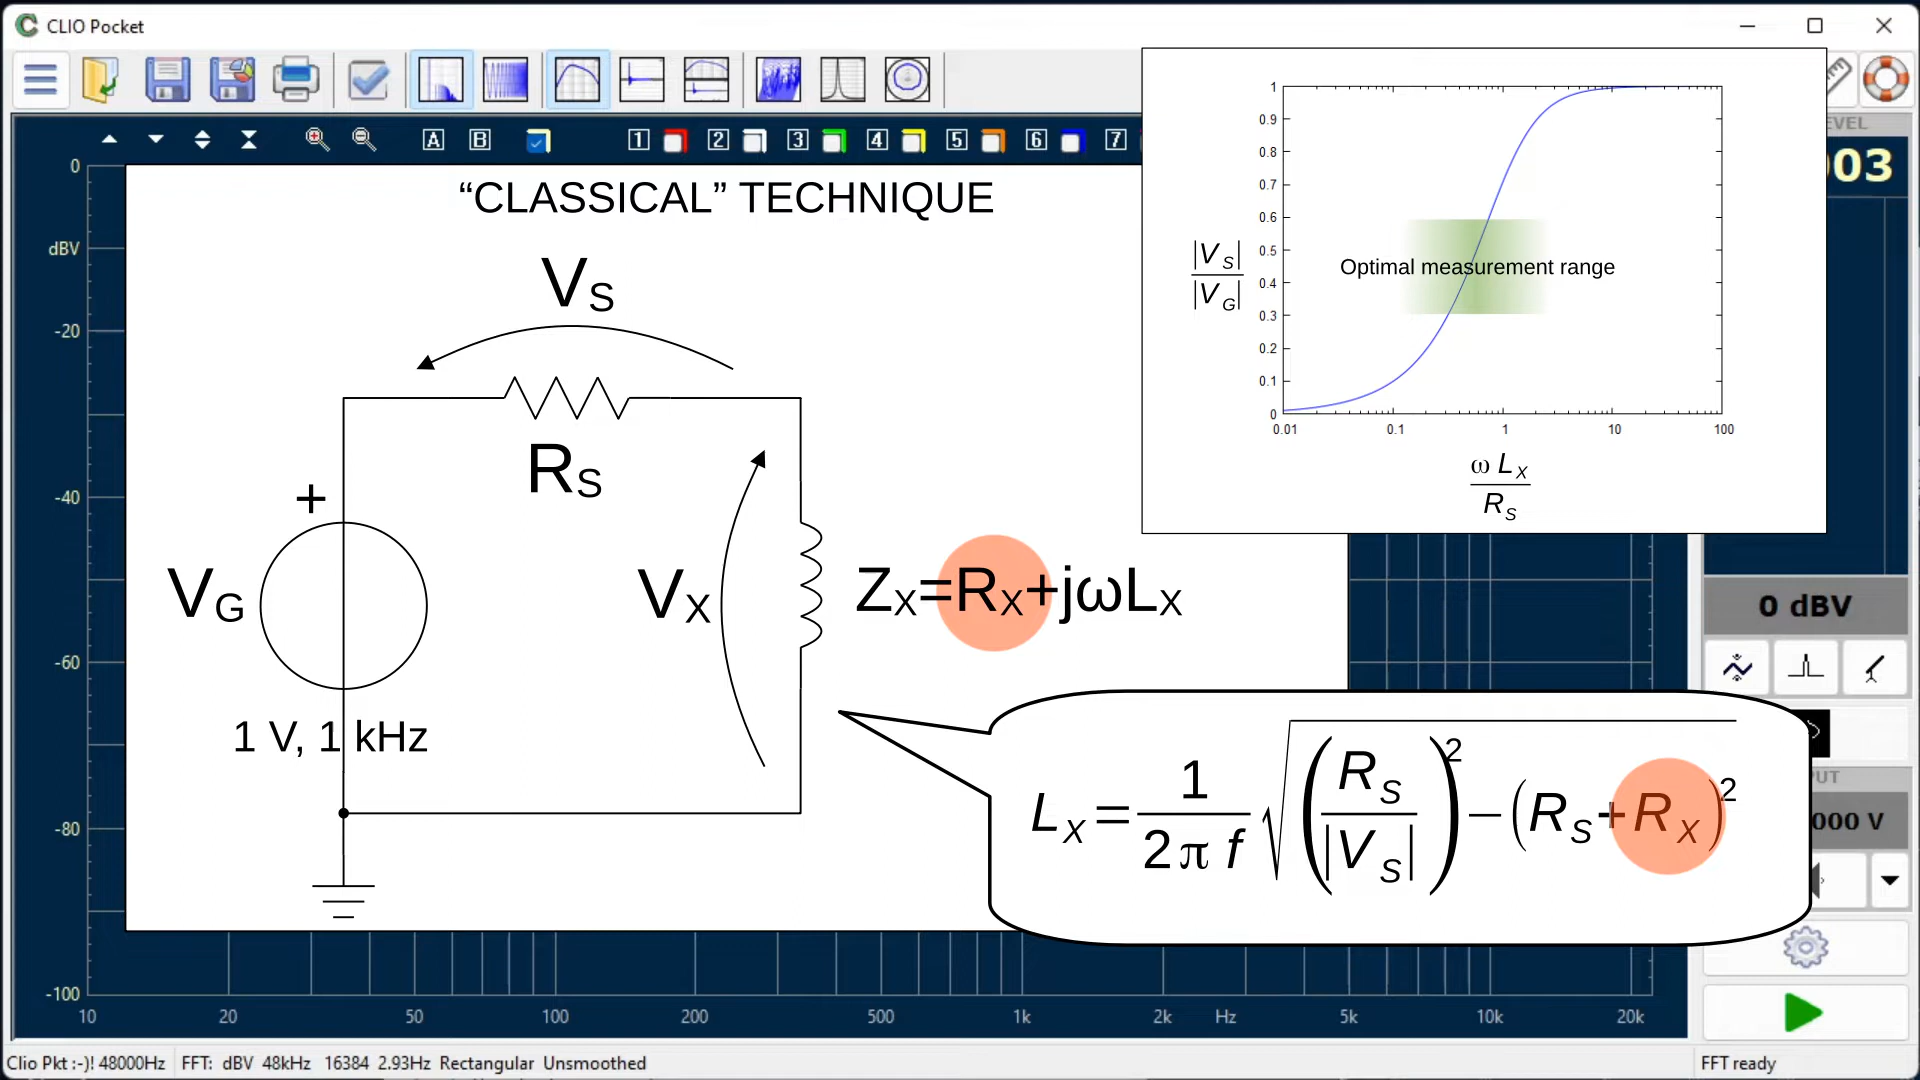 CLIO Pocket
A B 1 2 3 4 5 6 7
EVEL
03
0
dBV
-20
-40
-60
-80
-100
“CLASSICAL” TECHNIQUE
VS
RS
+
VG
VX
ZX=RX+jωLX
1 V, 1 kHz
1
0.9
0.8
0.7
0.6
0.5
0.4
0.3
0.2
0.1
0
|VS|
|VG|
Optimal measurement range
0.01 0.1 1 10 100
ω LX
RS
0 dBV
LX=1/(2π f)√((RS/|VS|)²−(RS+RX)²)
UT
000 V
10 20 50 100 200 500 1k 2k Hz 5k 10k 20k
Clio Pkt :-)! 48000Hz FFT: dBV 48kHz 16384 2.93Hz Rectangular Unsmoothed
FFT ready